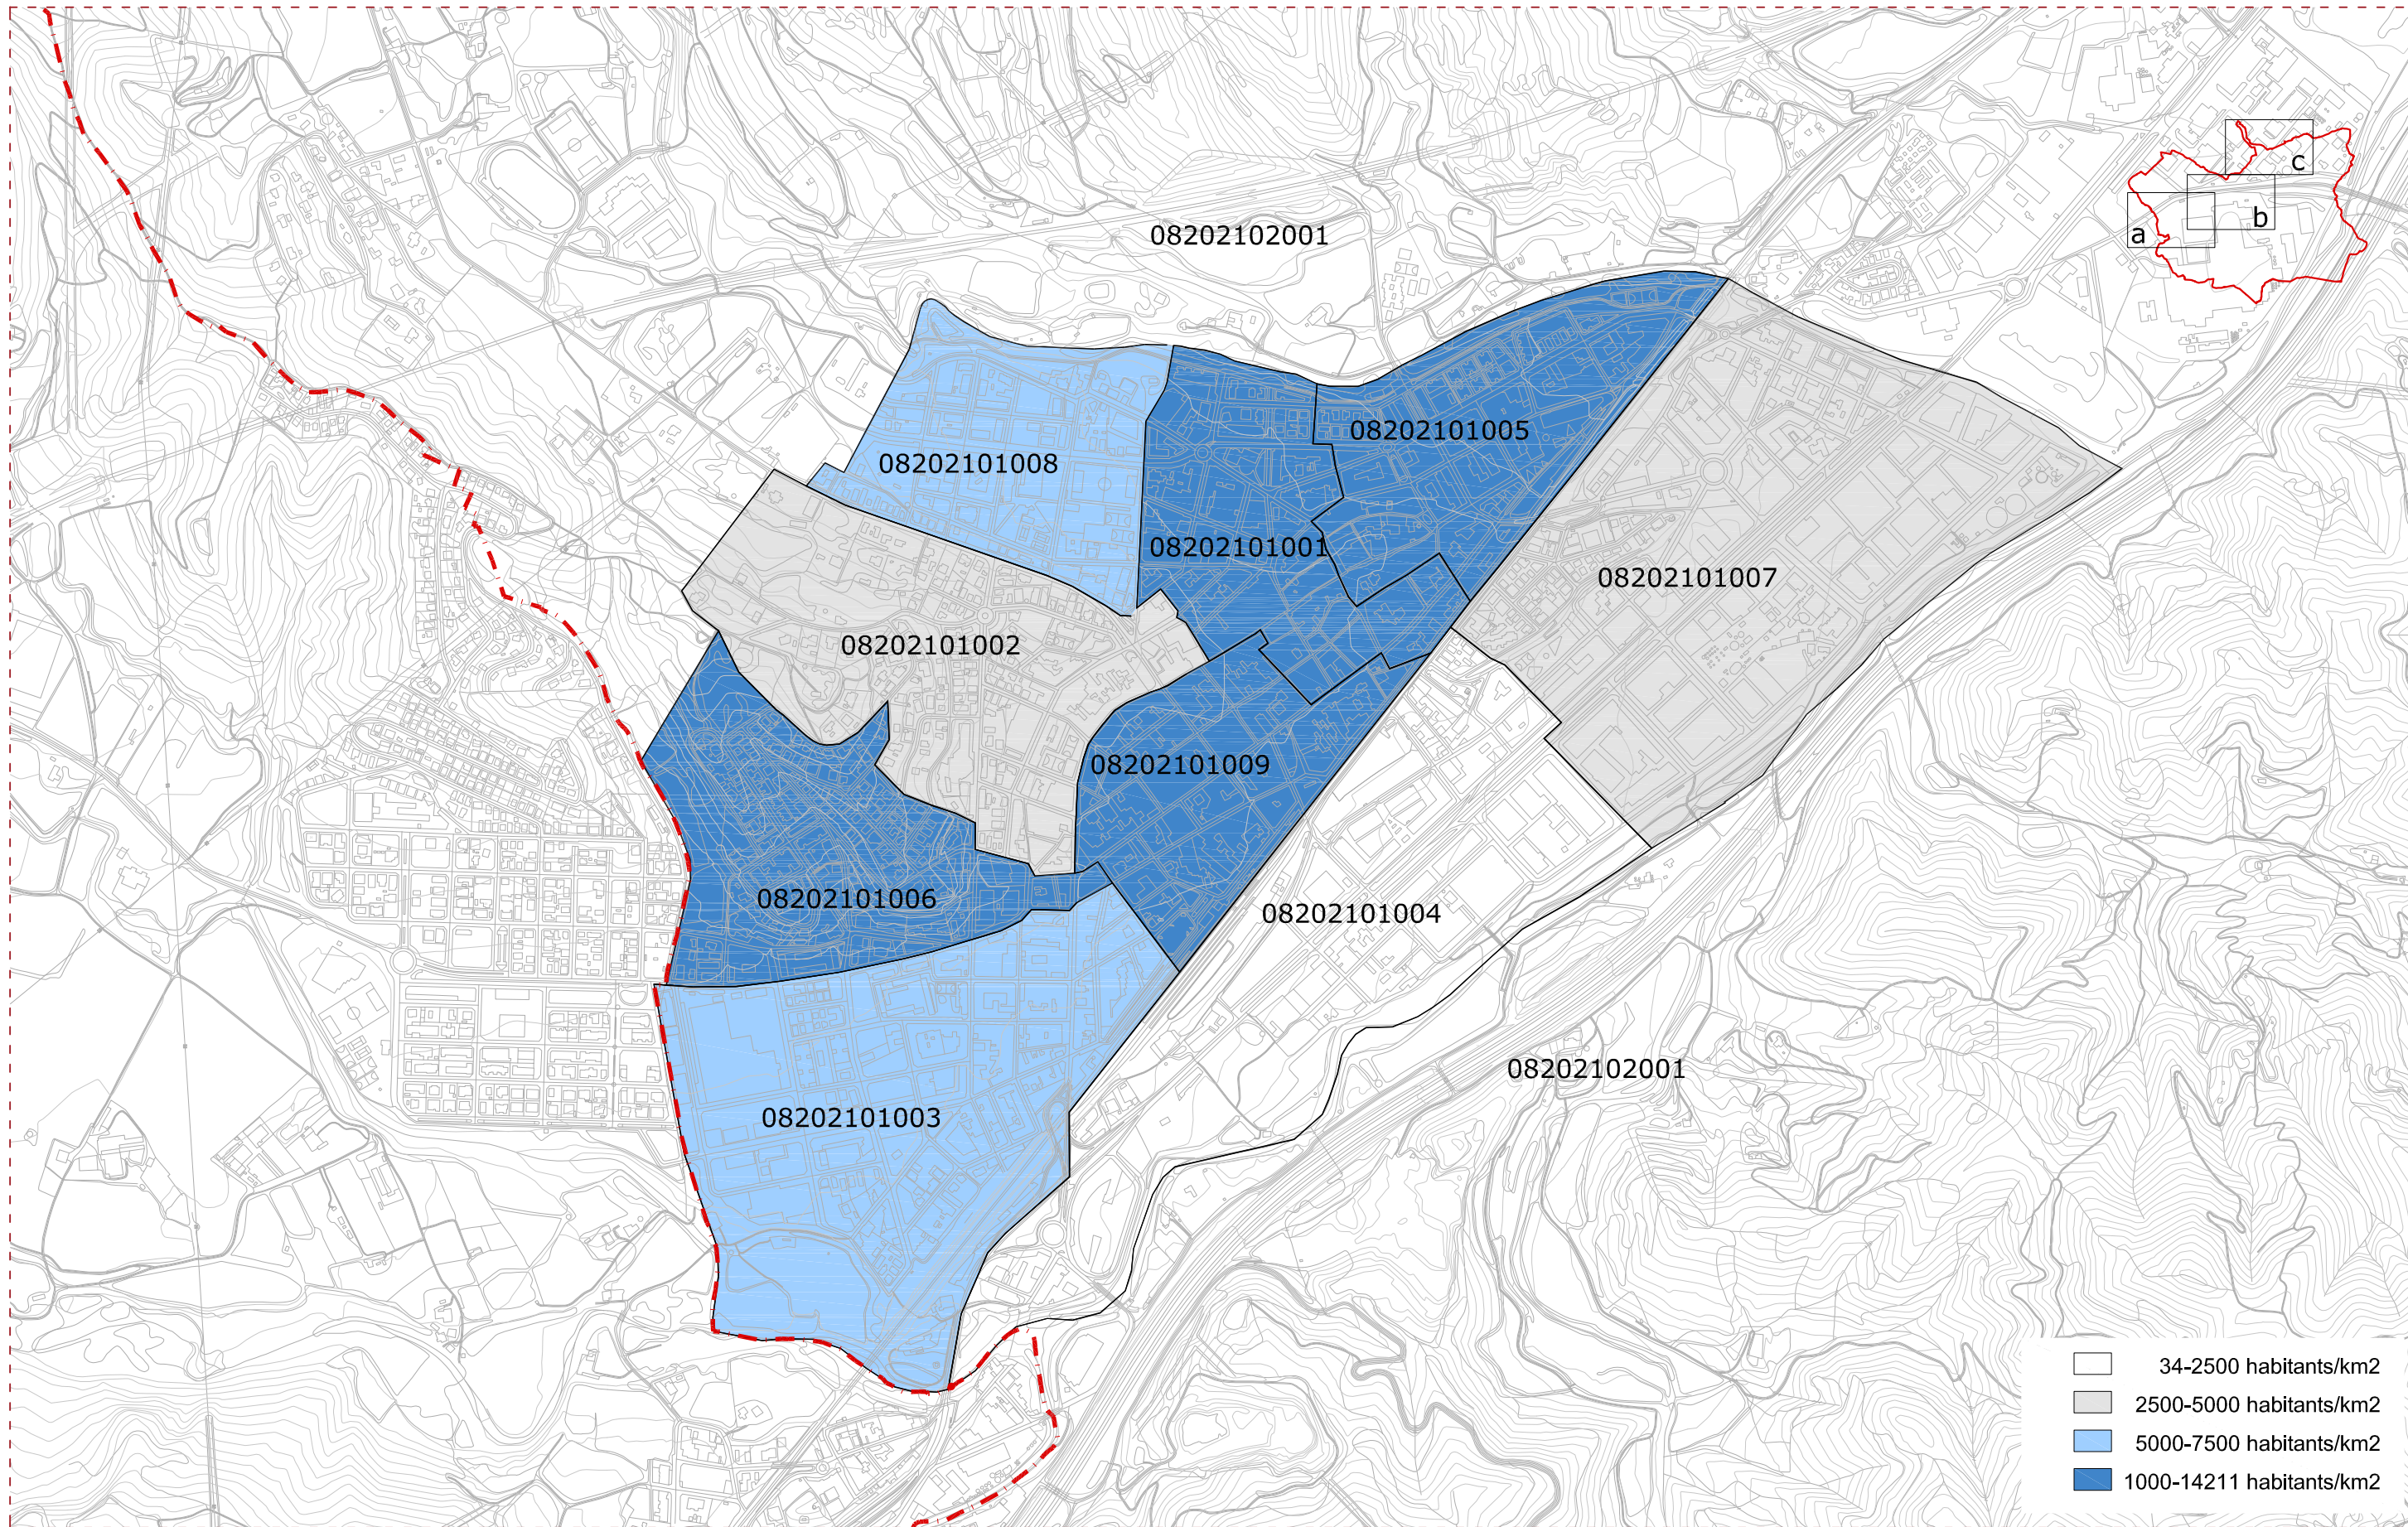 c
b
a
08202102001
08202101005
08202101008
08202101001
08202101007
08202101002
08202101009
08202101006
08202101004
08202102001
08202101003
34-2500 habitants/km2
2500-5000 habitants/km2
5000-7500 habitants/km2
1000-14211 habitants/km2